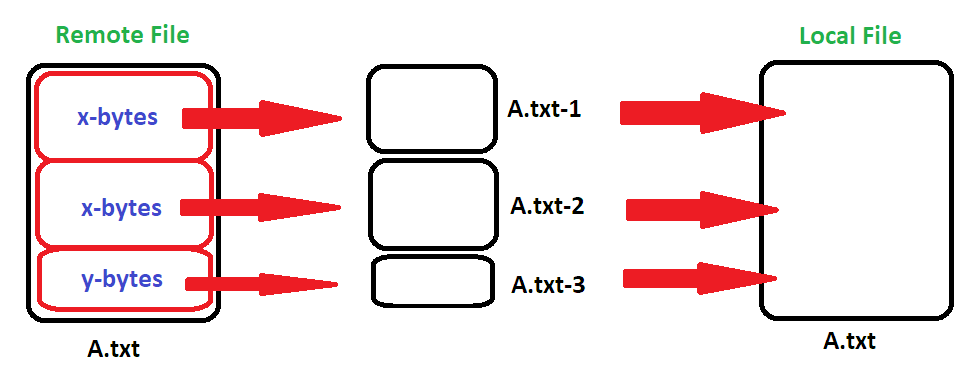 Remote File
Local File
x-bytes
A.txt-1
x-bytes
A.txt-2
y-bytes
A.txt-3
A.txt
A.txt